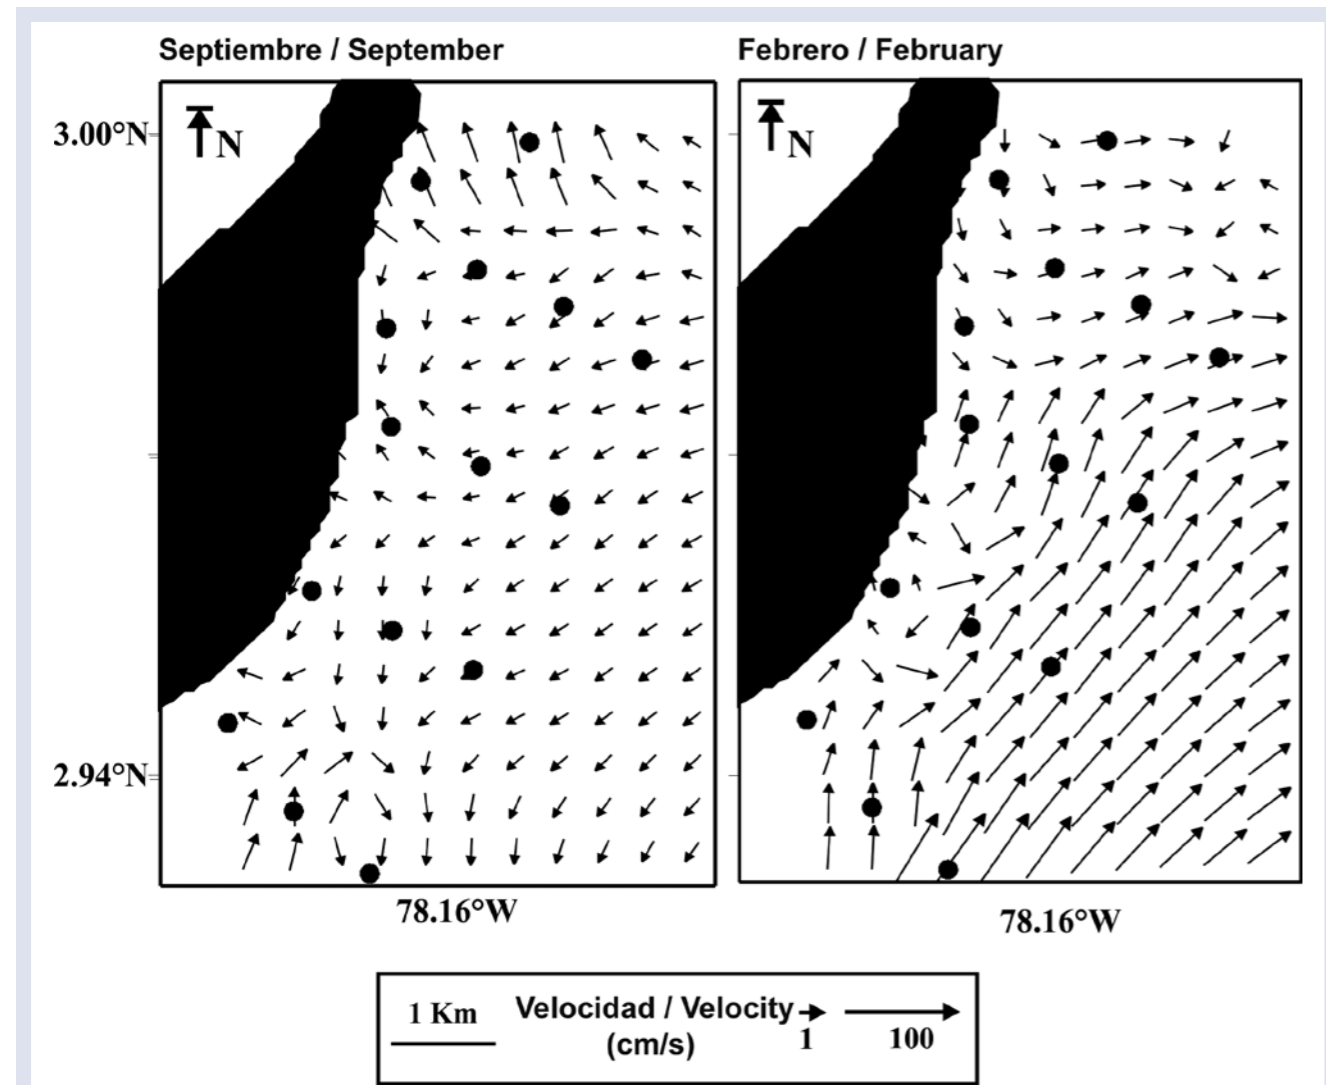 Septiembre / September
Febrero / February
N
N
3.00°N
2.94°N
78.16°W
78.16°W
1 Km
Velocidad / Velocity
(cm/s)
1
100